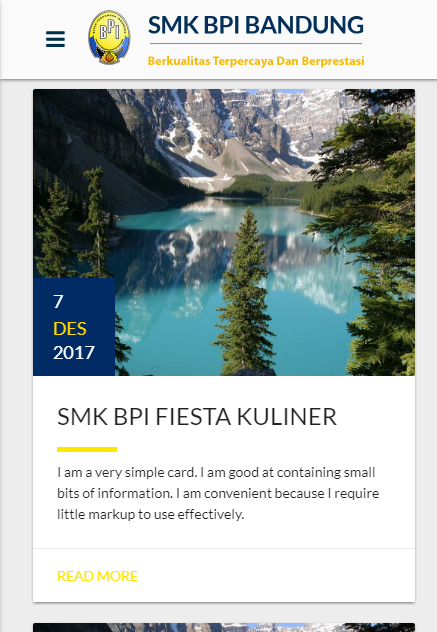 BPI
SMK BPI BANDUNG
Berkualitas Terpercaya Dan Berprestasi
7
DES
2017
SMK BPI FIESTA KULINER
I am a very simple card. I am good at containing small
bits of information. I am convenient because I require
little markup to use effectively.
READ MORE